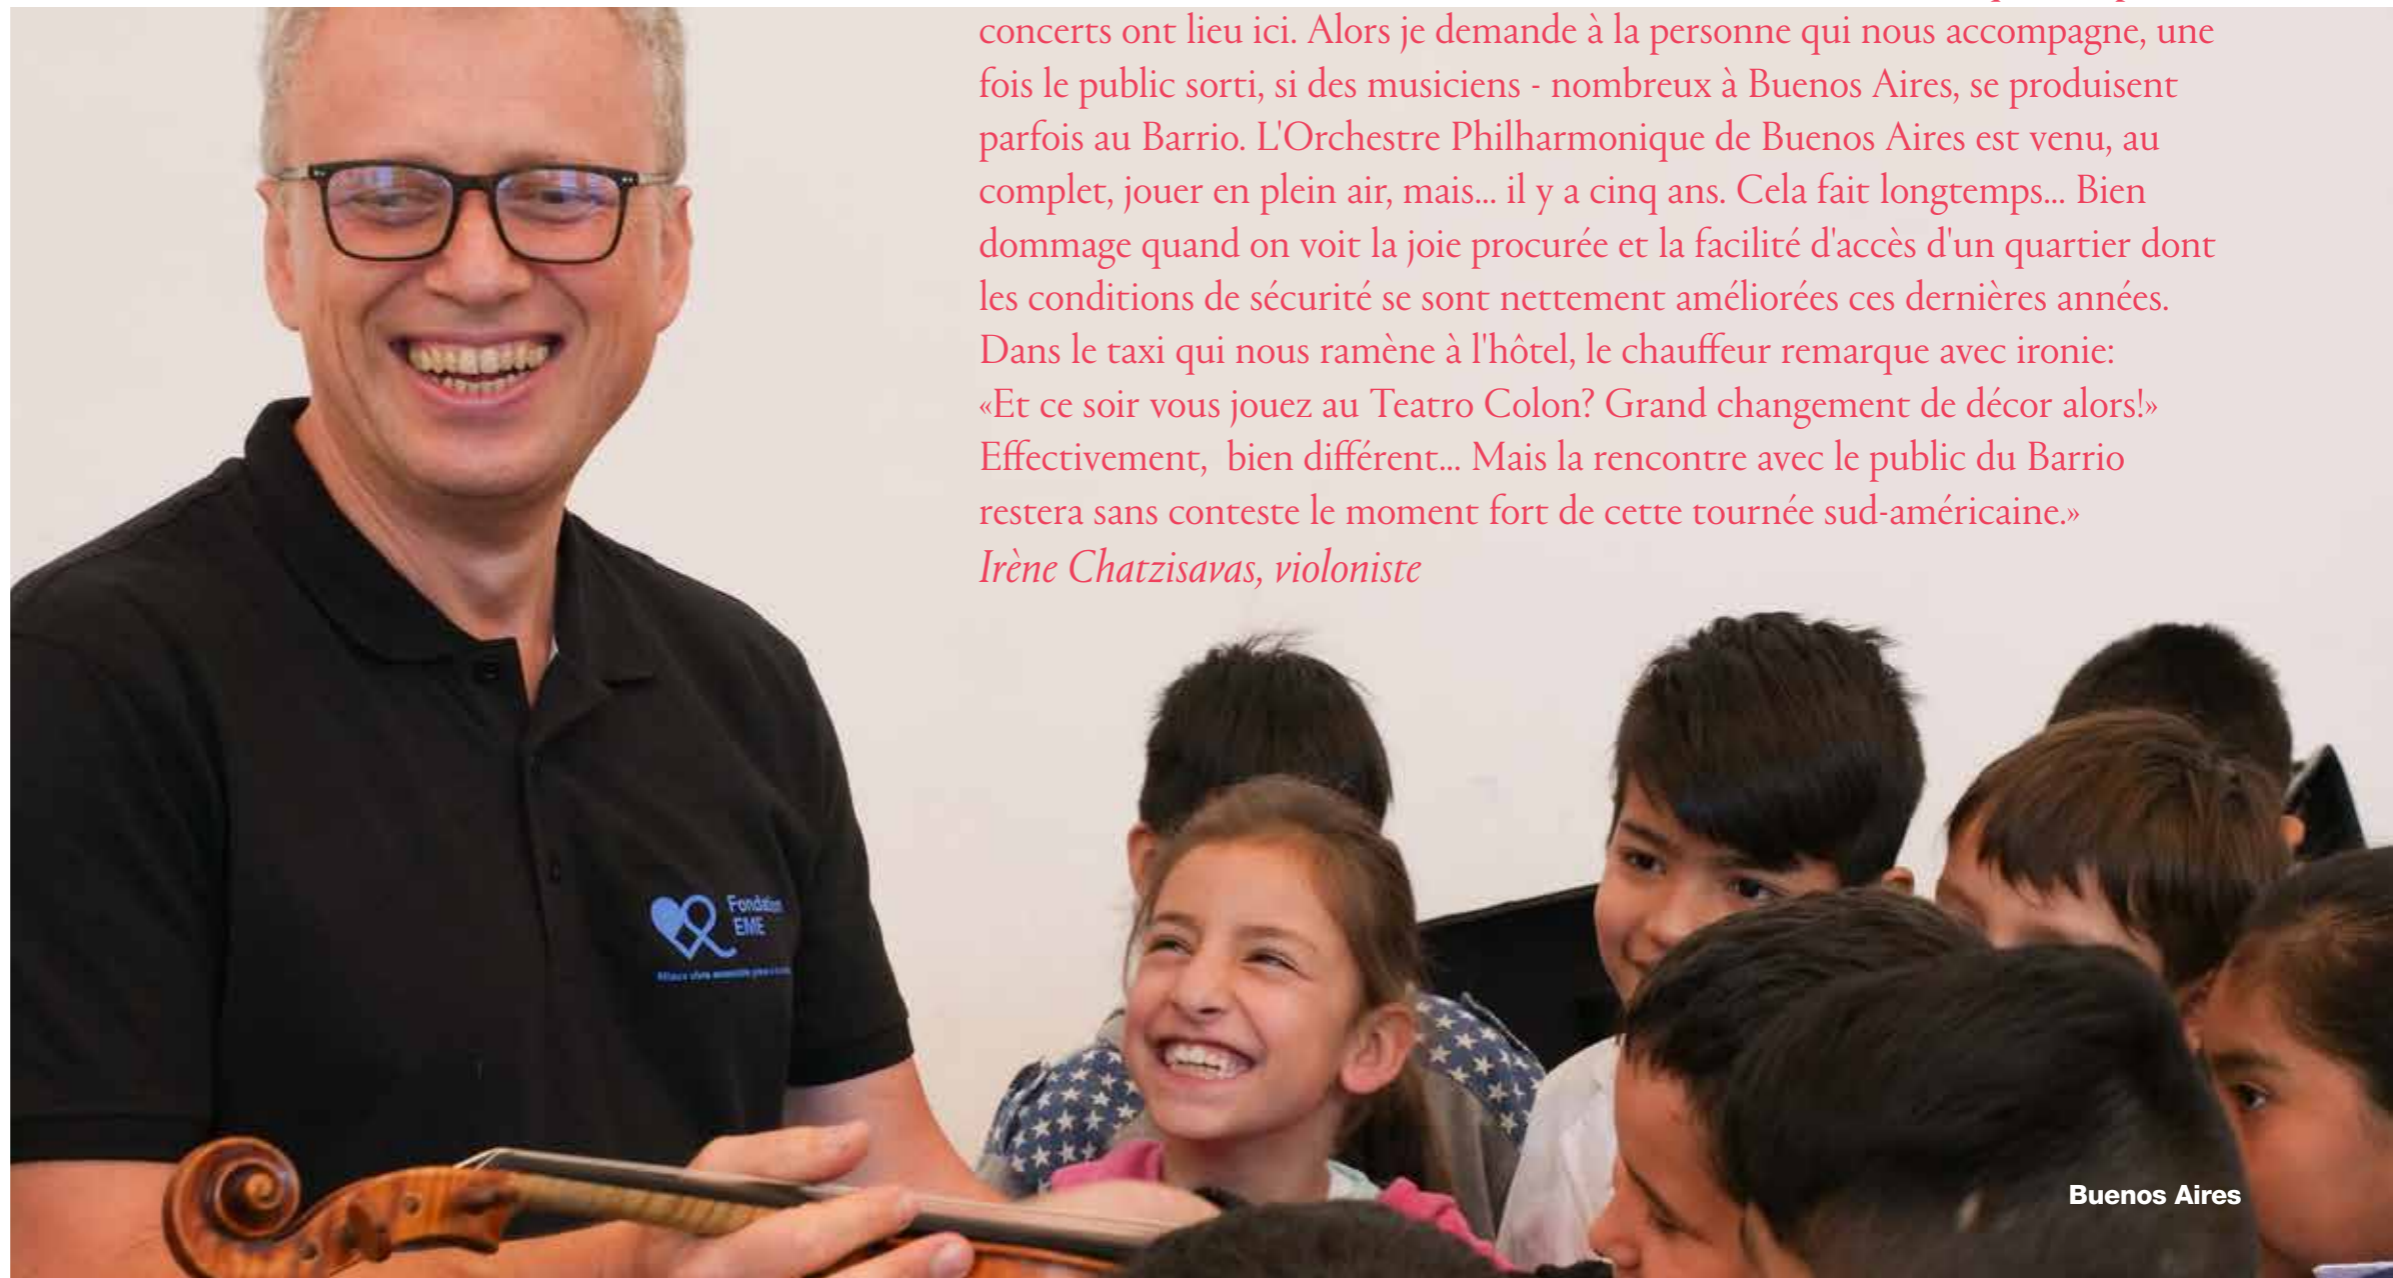 concerts ont lieu ici. Alors je demande à la personne qui nous accompagne, une
fois le public sorti, si des musiciens - nombreux à Buenos Aires, se produisent
parfois au Barrio. L'Orchestre Philharmonique de Buenos Aires est venu, au
complet, jouer en plein air, mais... il y a cinq ans. Cela fait longtemps... Bien
dommage quand on voit la joie procurée et la facilité d'accès d'un quartier dont
les conditions de sécurité se sont nettement améliorées ces dernières années.
Dans le taxi qui nous ramène à l'hôtel, le chauffeur remarque avec ironie:
«Et ce soir vous jouez au Teatro Colon? Grand changement de décor alors!»
Effectivement,  bien différent... Mais la rencontre avec le public du Barrio
restera sans conteste le moment fort de cette tournée sud-américaine.»
Irène Chatzisavas, violoniste
Fondation
EME
Mieux vivre ensemble
Buenos Aires